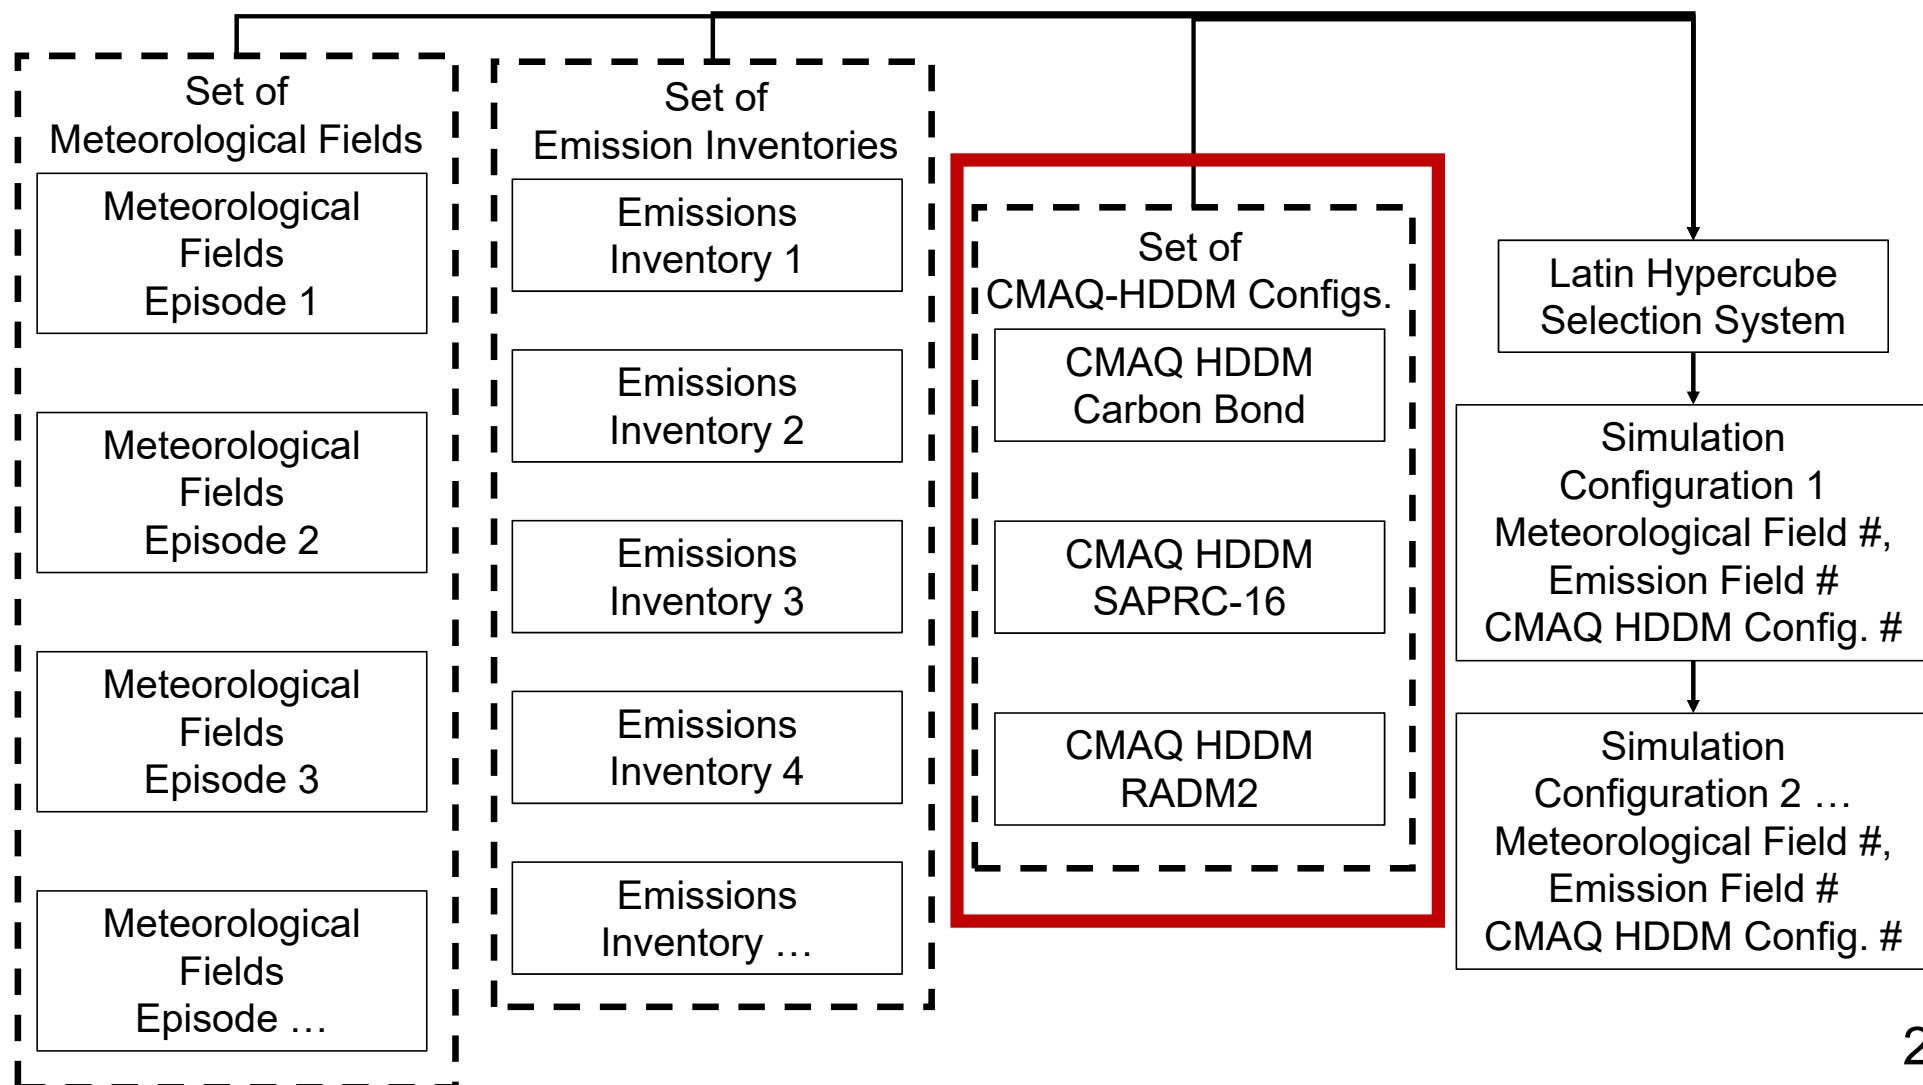 Set of
Meteorological Fields
Meteorological
Fields
Episode 1
Meteorological
Fields
Episode 2
Meteorological
Fields
Episode 3
Meteorological
Fields
Episode …
Set of
Emission Inventories
Emissions
Inventory 1
Emissions
Inventory 2
Emissions
Inventory 3
Emissions
Inventory 4
Emissions
Inventory …
Set of
CMAQ-HDDM Configs.
CMAQ HDDM
Carbon Bond
CMAQ HDDM
SAPRC-16
CMAQ HDDM
RADM2
Latin Hypercube
Selection System
Simulation
Configuration 1
Meteorological Field #,
Emission Field #
CMAQ HDDM Config. #
Simulation
Configuration 2 …
Meteorological Field #,
Emission Field #
CMAQ HDDM Config. #
2